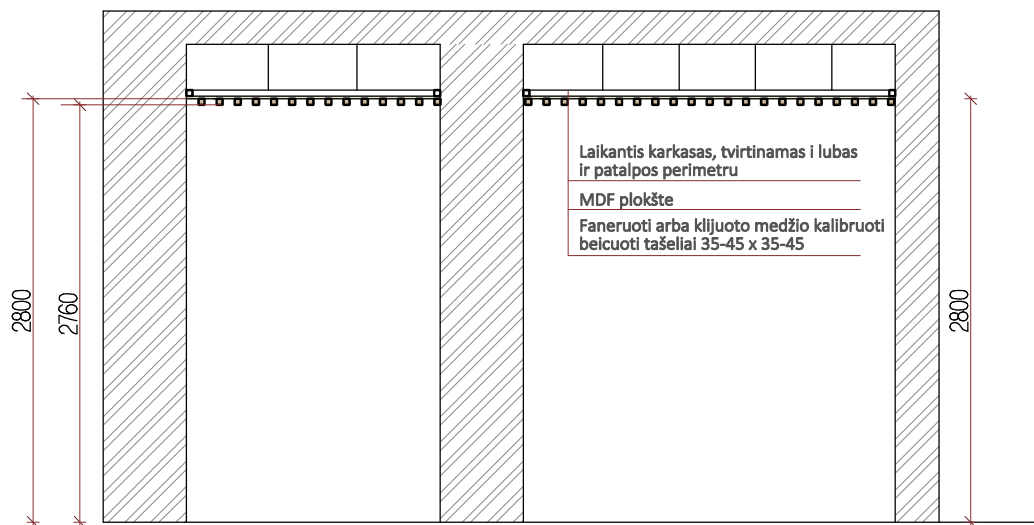 Laikantis karkasas, tvirtinamas i lubas
ir patalpos perimetru
MDF plokšte
Faneruoti arba klijuoto medžio kalibruoti
beicuoti tašeliai 35-45 x 35-45
2800
2760
2800